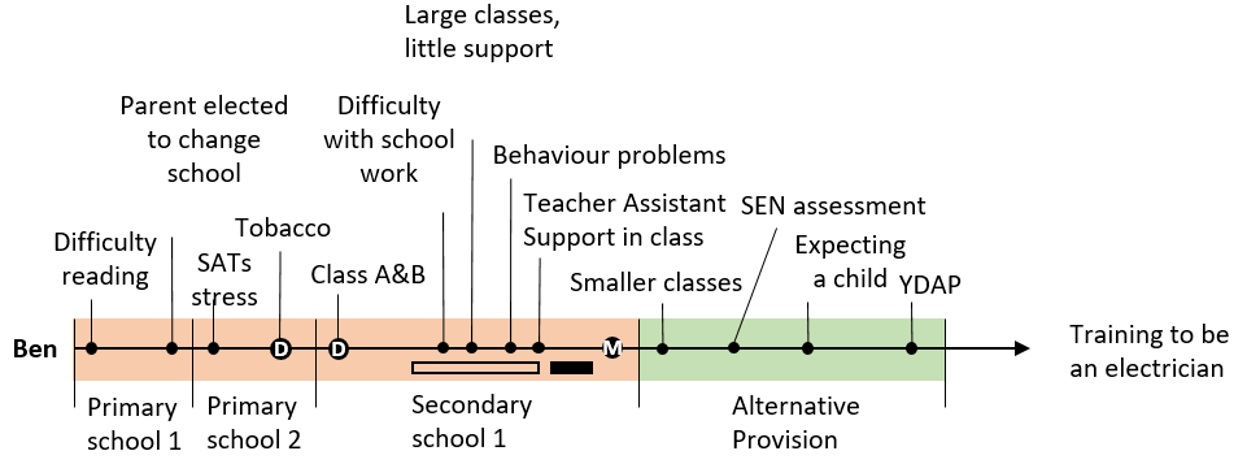 Large classes,
little support
Parent elected
to change
school
Difficulty
with school
work
Behaviour problems
Teacher Assistant
Support in class
SEN assessment
Difficulty
reading
SATs
stress
Tobacco
Class A&B
Smaller classes
Expecting
a child
YDAP
Ben
D
D
M
Training to be
an electrician
Primary
school 1
Primary
school 2
Secondary
school 1
Alternative
Provision